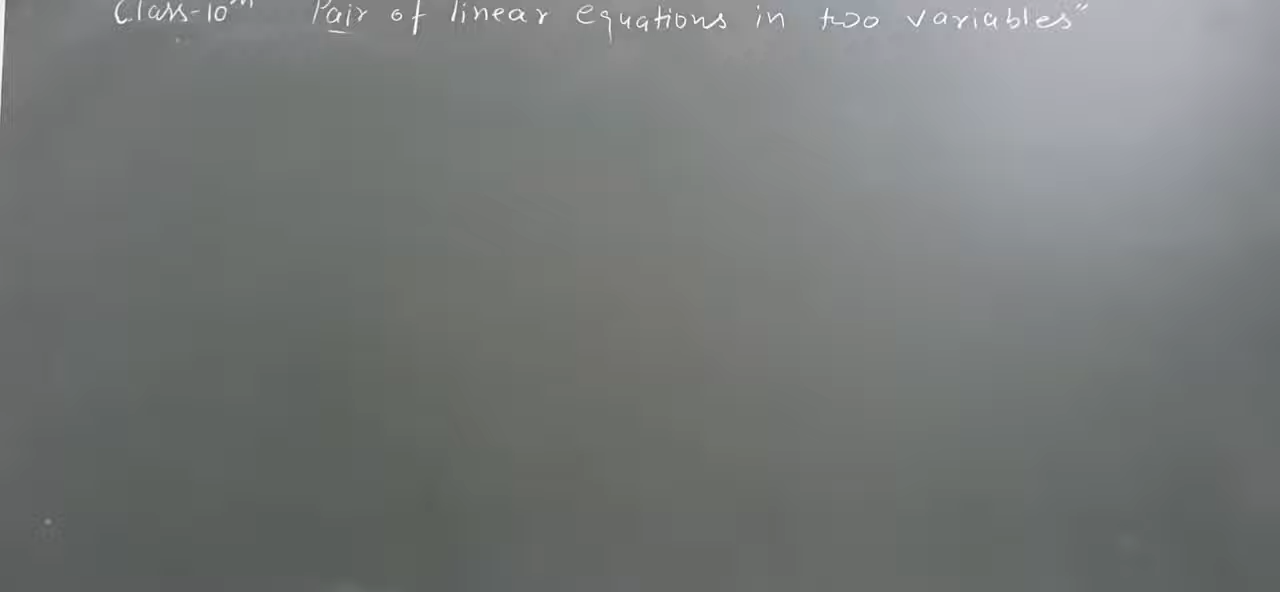 Class-10th Pair of linear equations in two variables"